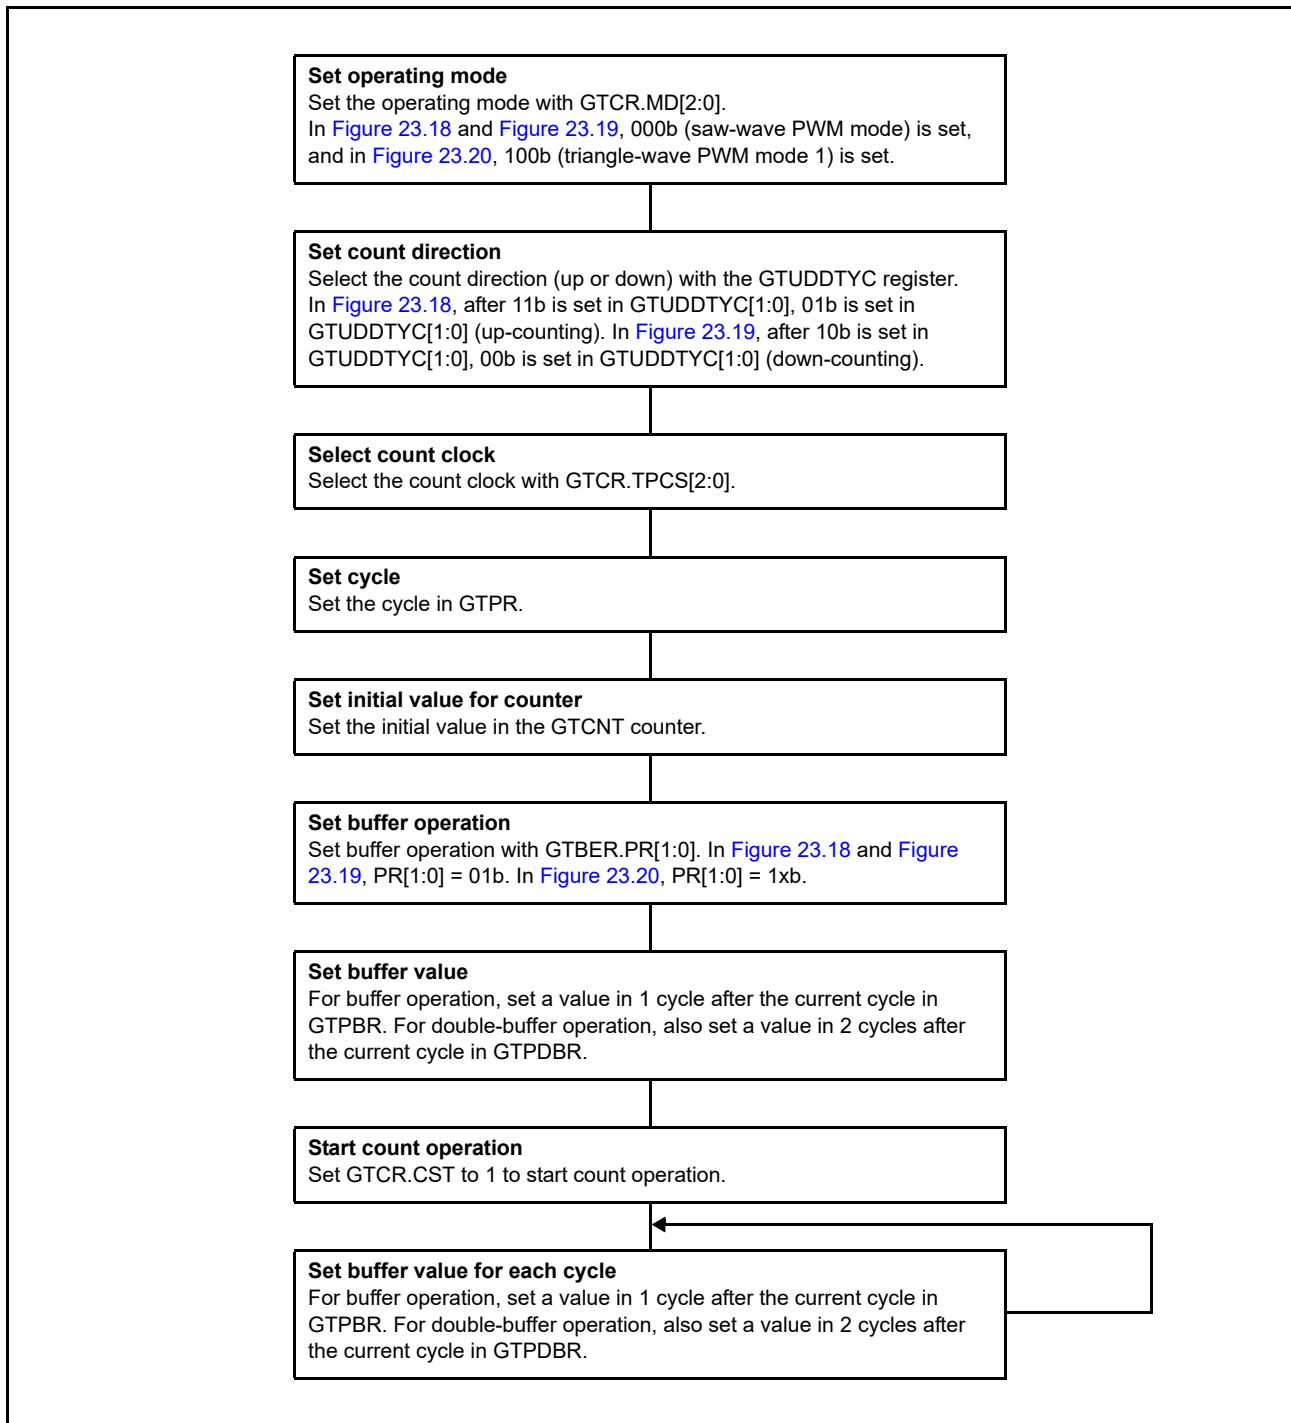 Set operating mode
Set the operating mode with GTCR.MD[2:0].
In Figure 23.18 and Figure 23.19, 000b (saw-wave PWM mode) is set,
and in Figure 23.20, 100b (triangle-wave PWM mode 1) is set.
Set count direction
Select the count direction (up or down) with the GTUDDTYC register.
In Figure 23.18, after 11b is set in GTUDDTYC[1:0], 01b is set in
GTUDDTYC[1:0] (up-counting). In Figure 23.19, after 10b is set in
GTUDDTYC[1:0], 00b is set in GTUDDTYC[1:0] (down-counting).
Select count clock
Select the count clock with GTCR.TPCS[2:0].
Set cycle
Set the cycle in GTPR.
Set initial value for counter
Set the initial value in the GTCNT counter.
Set buffer operation
Set buffer operation with GTBER.PR[1:0]. In Figure 23.18 and Figure
23.19, PR[1:0] = 01b. In Figure 23.20, PR[1:0] = 1xb.
Set buffer value
For buffer operation, set a value in 1 cycle after the current cycle in
GTPBR. For double-buffer operation, also set a value in 2 cycles after
the current cycle in GTPDBR.
Start count operation
Set GTCR.CST to 1 to start count operation.
Set buffer value for each cycle
For buffer operation, set a value in 1 cycle after the current cycle in
GTPBR. For double-buffer operation, also set a value in 2 cycles after
the current cycle in GTPDBR.